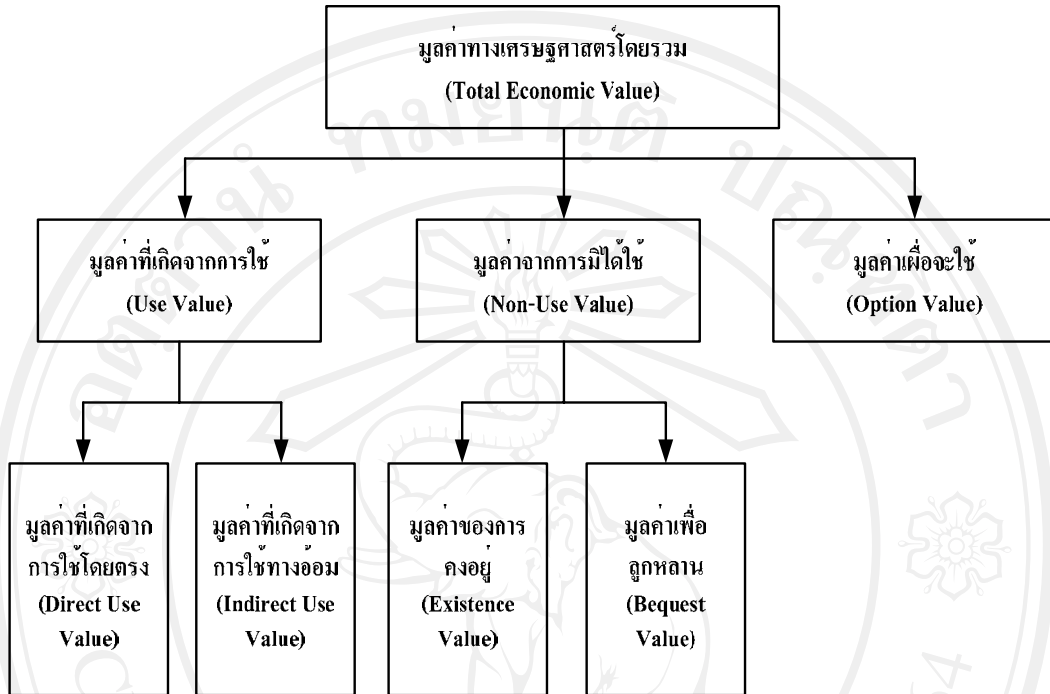 มูลค่าทางเศรษฐศาสตร์โดยรวม
(Total Economic Value)
มูลค่าที่เกิดจากการใช้
(Use Value)
มูลค่าจากการมิได้ใช้
(Non-Use Value)
มูลค่าเผื่อจะใช้
(Option Value)
มูลค่าที่เกิดจาก
การใช้โดยตรง
(Direct Use
Value)
มูลค่าที่เกิดจาก
การใช้ทางอ้อม
(Indirect Use
Value)
มูลค่าของการ
คงอยู่
(Existence
Value)
มูลค่าเพื่อ
ลูกหลาน
(Bequest
Value)